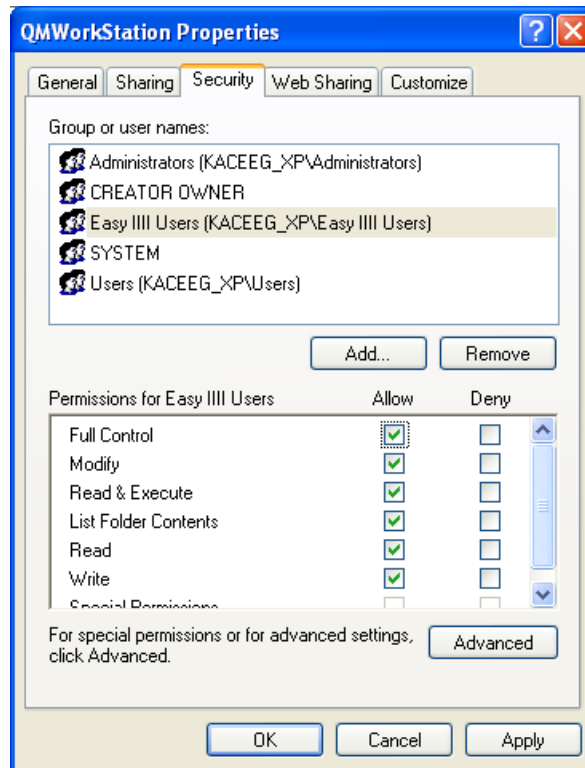 QMWorkStation Properties
General Sharing Security Web Sharing Customize
Group or user names:
Administrators (KACEEG_XP\Administrators)
CREATOR OWNER
Easy IIII Users (KACEEG_XP\Easy IIII Users)
SYSTEM
Users (KACEEG_XP\Users)
Add... Remove
Permissions for Easy IIII Users Allow Deny
Full Control
Modify
Read & Execute
List Folder Contents
Read
Write
Special Permissions
For special permissions or for advanced settings, Advanced
click Advanced.
OK Cancel Apply